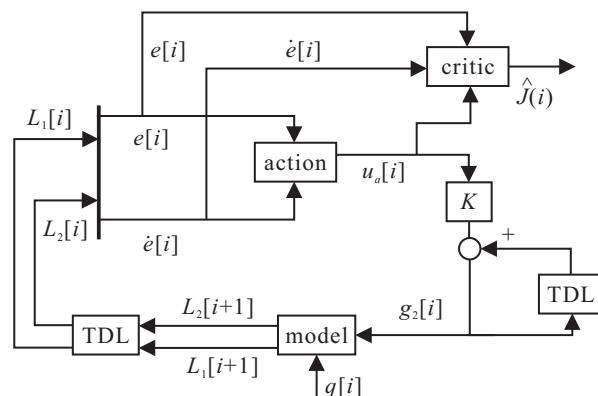 e[i]
ė[i]
critic
Ĵ(i)
L₁[i]
e[i]
action
uₐ[i]
L₂[i]
ė[i]
K
+
TDL
g₂[i]
L₂[i+1]
TDL
model
L₁[i+1]
q[i]